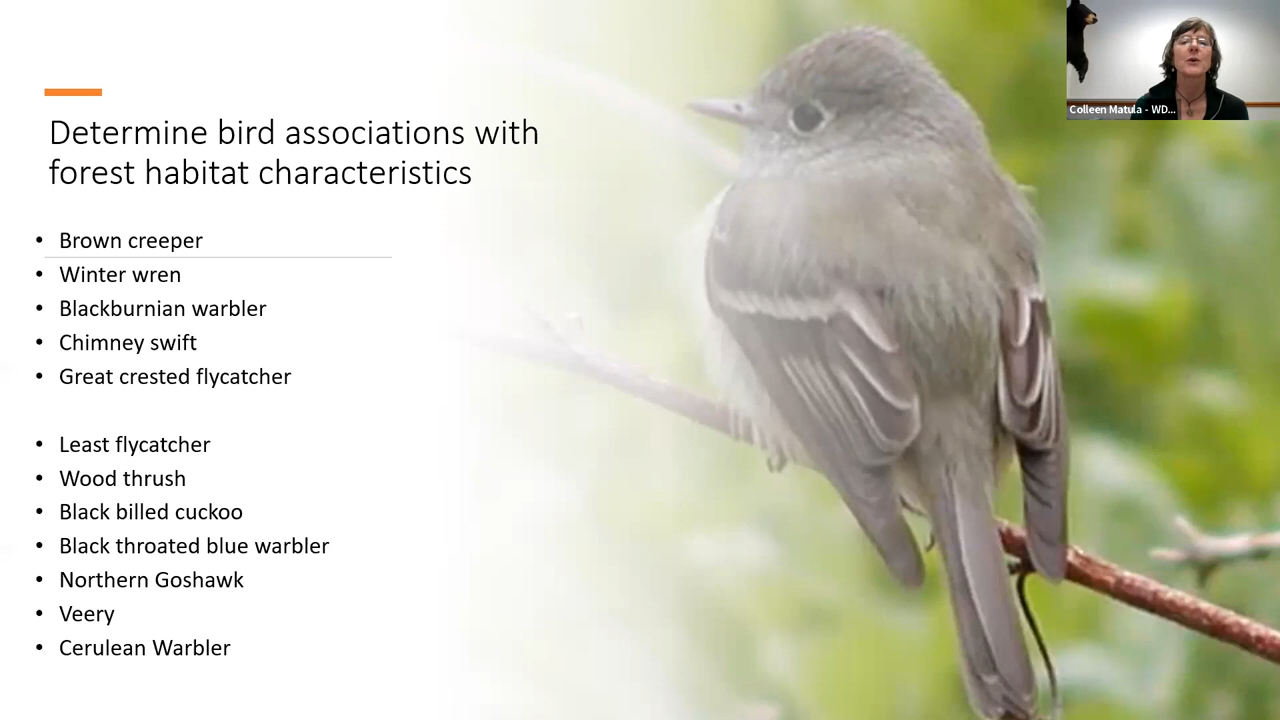 Determine bird associations with
forest habitat characteristics
• Brown creeper
• Winter wren
• Blackburnian warbler
• Chimney swift
• Great crested flycatcher
• Least flycatcher
• Wood thrush
• Black billed cuckoo
• Black throated blue warbler
• Northern Goshawk
• Veery
• Cerulean Warbler
Colleen Matula - WD...